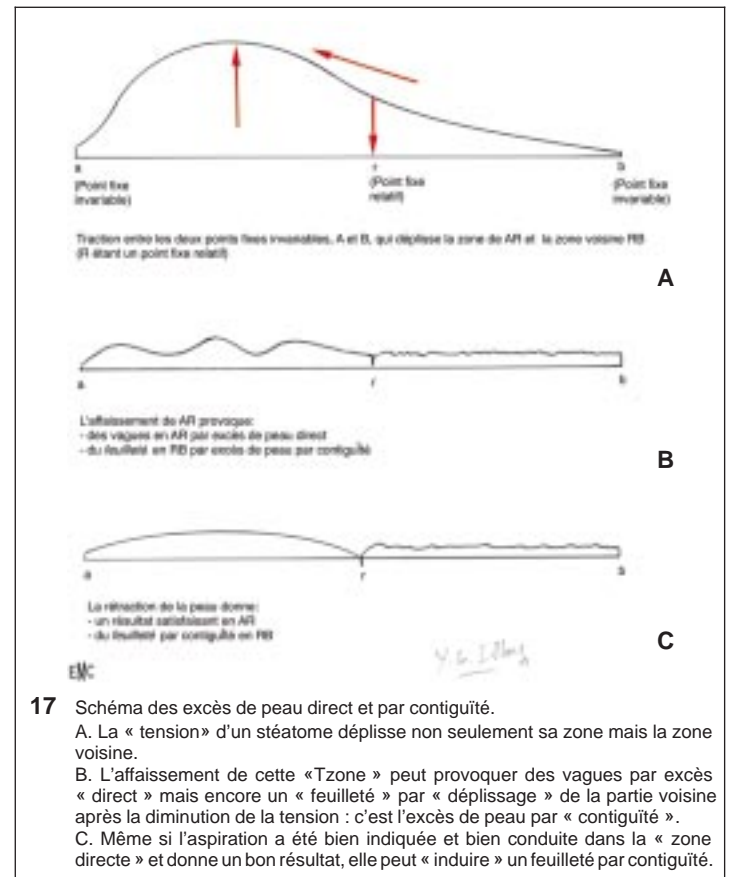 a
r
b
(Point fixe
invariable)
(Point fixe
relatif)
(Point fixe
invariable)
Traction entre les deux points fixes invariables, A et B, qui déplisse la zone de AR et la zone voisine RB
(R étant un point fixe relatif)
A
a
r
b
L'affaissement de AR provoque:
- des vagues en AR par excès de peau direct
- du feuilleté en RB par excès de peau par contiguïté
B
a
r
La rétraction de la peau donne:
- un résultat satisfaisant en AR
- du feuilleté par contiguïté en RB
C
EMC
17 Schéma des excès de peau direct et par contiguïté.
A. La « tension» d'un stéatome déplisse non seulement sa zone mais la zone
voisine.
B. L'affaissement de cette «Tzone » peut provoquer des vagues par excès
« direct » mais encore un « feuilleté » par « déplissage » de la partie voisine
après la diminution de la tension : c'est l'excès de peau par « contiguïté ».
C. Même si l'aspiration a été bien indiquée et bien conduite dans la « zone
directe » et donne un bon résultat, elle peut « induire » un feuilleté par contiguïté.